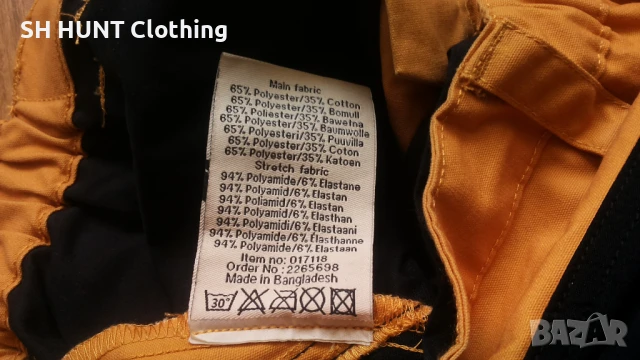 SH HUNT Clothing
Main fabric
65% Polyester/35% Cotton
65% Polyester/35% Bomull
65% Poliester/35% Bawełna
65% Polyester/35% Baumwolle
65% Polyesteri/35% Puuvilla
65% Polyester/35% Coton
65% Polyester/35% Katoen
Stretch fabric
94% Polyamide/6% Elastane
94% Polyamid/6% Elastan
94% Poliamid/6% Elastan
94% Polyamid/6% Elasthan
94% Polyamidi/6% Elastaani
94% Polyamide/6% Élasthanne
94% Polyamide/6% Elastaan
Item no: 017118
Order No: 2265698
Made in Bangladesh
30°
BAZAR